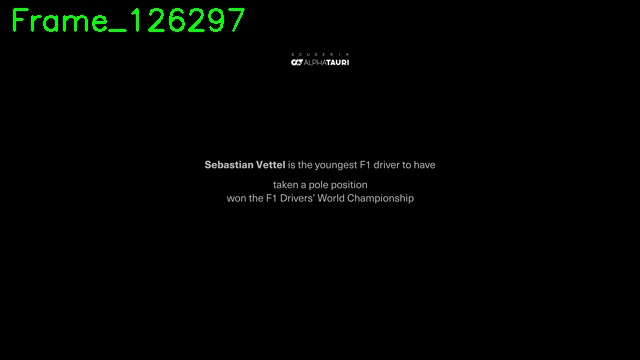 Frame_126297
SCUDERIA
ALPHATAURI
Sebastian Vettel is the youngest F1 driver to have
taken a pole position
won the F1 Drivers' World Championship